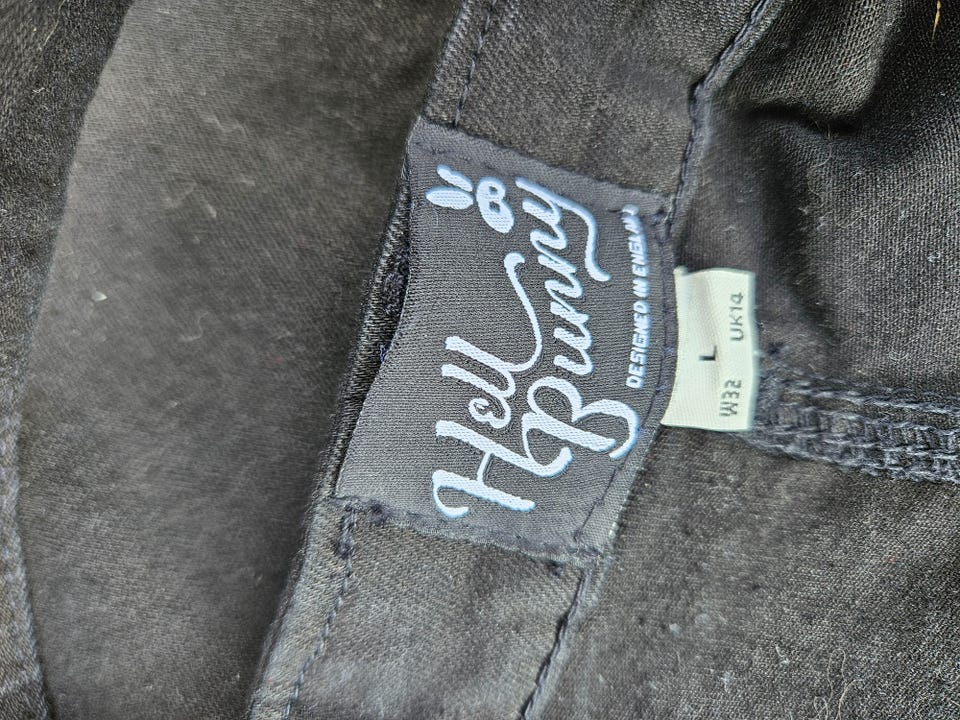 Hell
Bunny
DESIGNED IN ENGLAND
L
W32 UK14